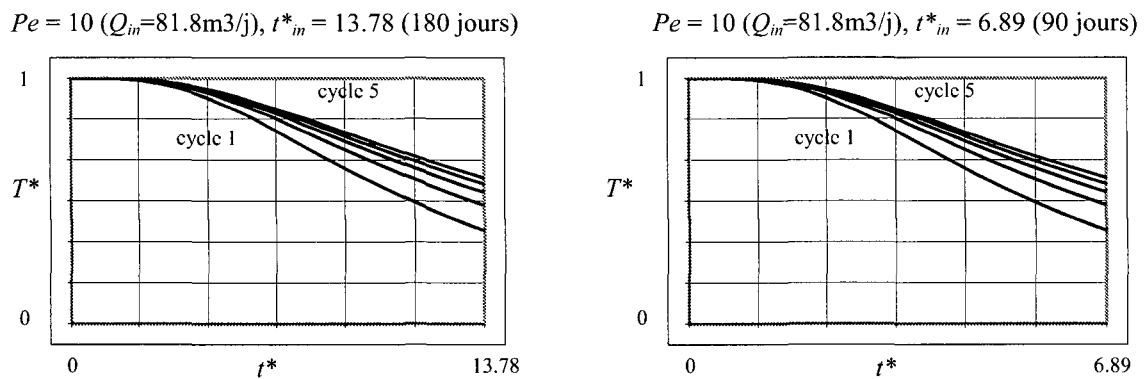 Pe = 10 (Qin=81.8m3/j), t*in = 13.78 (180 jours)
1
cycle 5
cycle 1
T*
0
0
t*
13.78
Pe = 10 (Qin=81.8m3/j), t*in = 6.89 (90 jours)
1
cycle 5
cycle 1
T*
0
0
t*
6.89